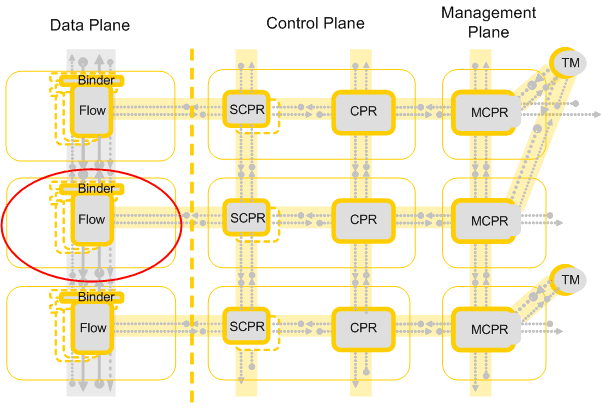 Data Plane
Control Plane
Management
Plane
Binder
Flow
SCPR
CPR
MCPR
TM
Binder
Flow
SCPR
CPR
MCPR
Binder
Flow
SCPR
CPR
MCPR
TM